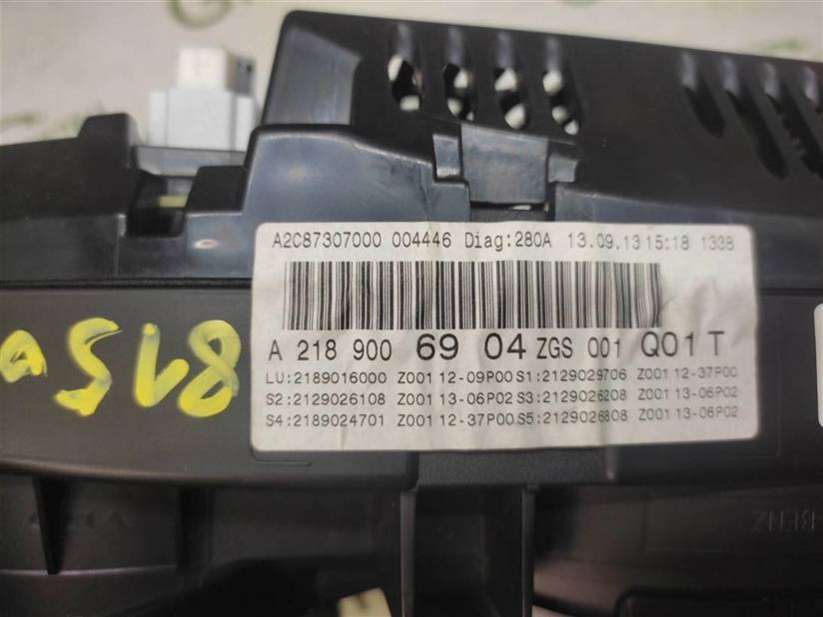 A2C87307000 004446 Diag:280A 13.09.13 15:18 1338
A 218 900 69 04 ZGS 001 Q01 T
LU:2189016000 Z001 12-09P00 S1:2129029706 Z001 12-37P00
S2:2129026108 Z001 13-06P02 S3:2129026208 Z001 13-06P02
S4:2189024701 Z001 12-37P00 S5:2129026808 Z001 13-06P02